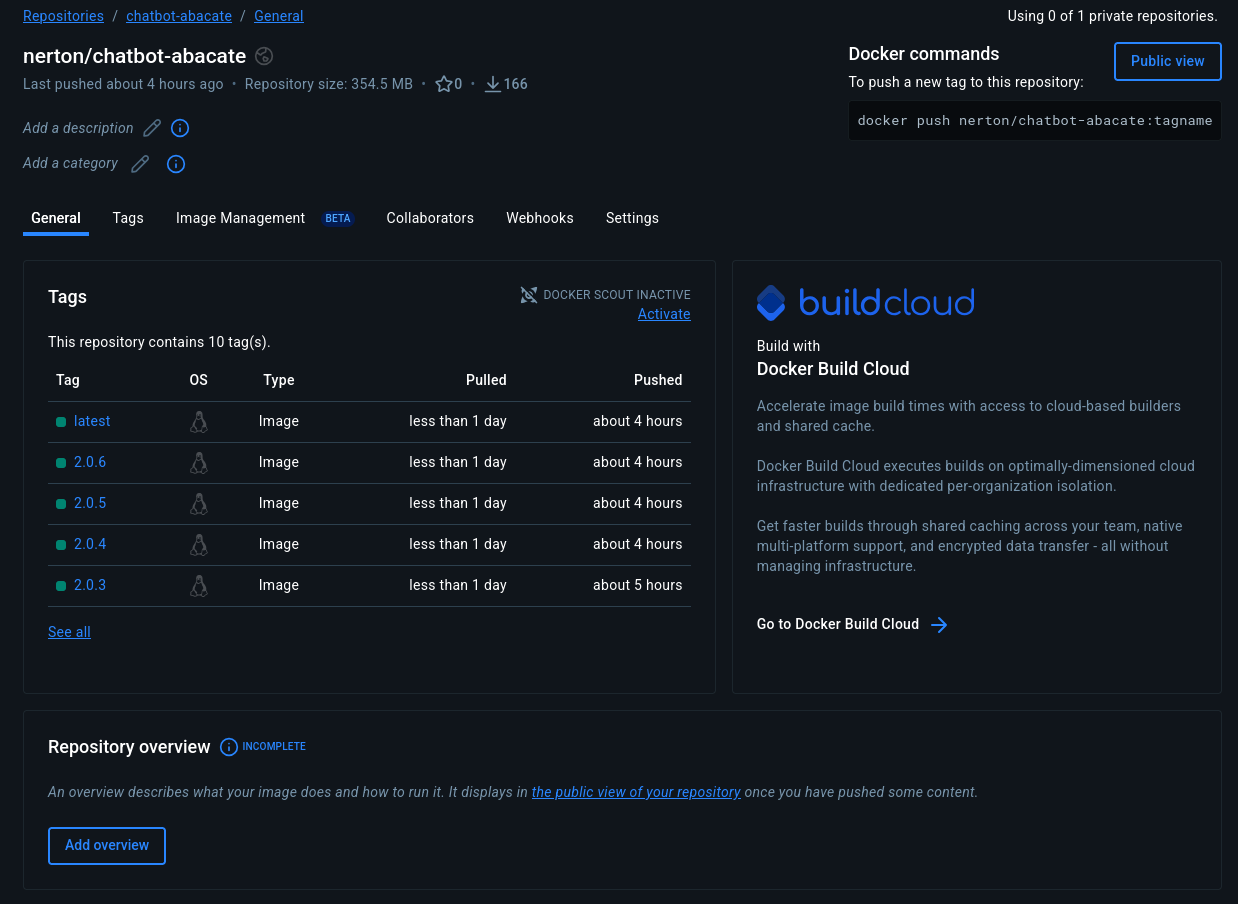 Repositories / chatbot-abacate / General
Using 0 of 1 private repositories.
nerton/chatbot-abacate
Last pushed about 4 hours ago • Repository size: 354.5 MB • 0 • 166
Add a description
Add a category
Docker commands
Public view
To push a new tag to this repository:
docker push nerton/chatbot-abacate:tagname
General Tags Image Management BETA Collaborators Webhooks Settings
Tags
DOCKER SCOUT INACTIVE
Activate
This repository contains 10 tag(s).
Tag OS Type Pulled Pushed
latest Image less than 1 day about 4 hours
2.0.6 Image less than 1 day about 4 hours
2.0.5 Image less than 1 day about 4 hours
2.0.4 Image less than 1 day about 4 hours
2.0.3 Image less than 1 day about 5 hours
See all
buildcloud
Build with
Docker Build Cloud
Accelerate image build times with access to cloud-based builders
and shared cache.
Docker Build Cloud executes builds on optimally-dimensioned cloud
infrastructure with dedicated per-organization isolation.
Get faster builds through shared caching across your team, native
multi-platform support, and encrypted data transfer - all without
managing infrastructure.
Go to Docker Build Cloud
Repository overview INCOMPLETE
An overview describes what your image does and how to run it. It displays in the public view of your repository once you have pushed some content.
Add overview